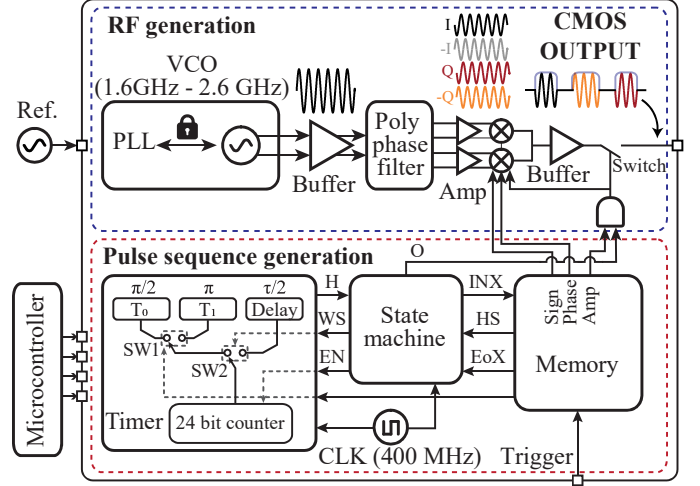 RF generation
I
-I
Q
-Q
CMOS
OUTPUT
VCO
(1.6GHz - 2.6 GHz)
Ref.
PLL
Buffer
Poly
phase
filter
Amp
Buffer
Switch
Pulse sequence generation
O
π/2
π
τ/2
T₀
T₁
Delay
SW1
SW2
Timer
24 bit counter
H
WS
EN
State
machine
INX
HS
EoX
Sign
Phase
Amp
Memory
CLK (400 MHz)
Trigger
Microcontroller